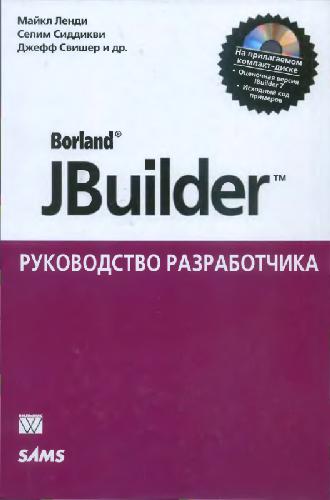 Майкл Ленди
Селим Сиддикви
Джефф Свишер и др.
На прилагаемом
компакт-диске
• Оценочная версия
JBuilder 7
• Исходный код
примеров
Borland®
JBuilder™
РУКОВОДСТВО РАЗРАБОТЧИКА
ВИЛЬЯМС
W
SAMS